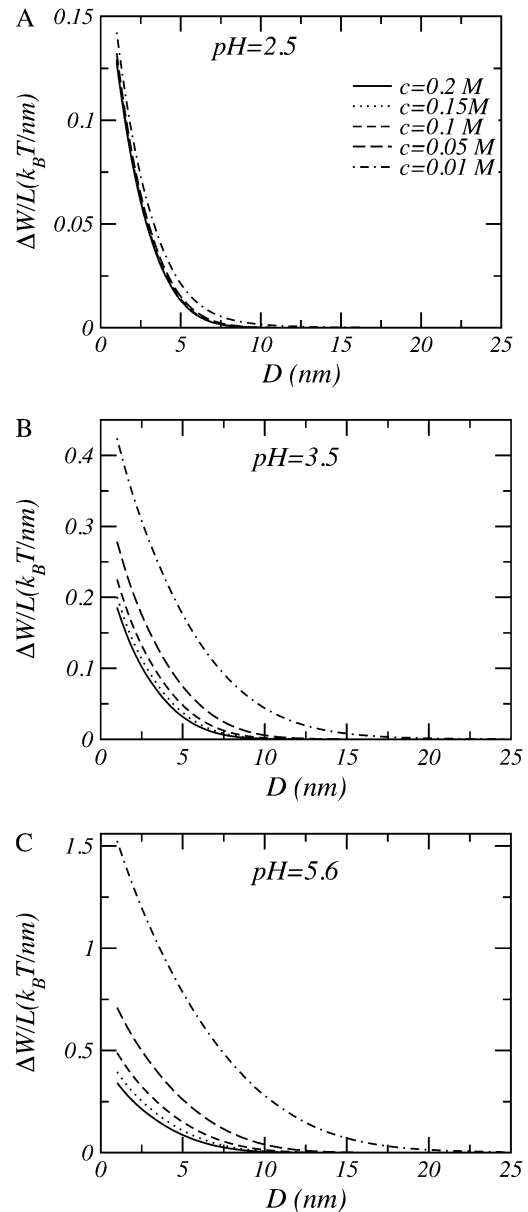 A
pH=2.5
c=0.2 M
c=0.15M
c=0.1 M
c=0.05 M
c=0.01 M
ΔW/L(k_BT/nm)
0.15
0.1
0.05
0
0 5 10 15 20 25
D (nm)
B
pH=3.5
ΔW/L(k_BT/nm)
0.4
0.3
0.2
0.1
0
0 5 10 15 20 25
D (nm)
C
pH=5.6
ΔW/L(k_BT/nm)
1.5
1
0.5
0
0 5 10 15 20 25
D (nm)